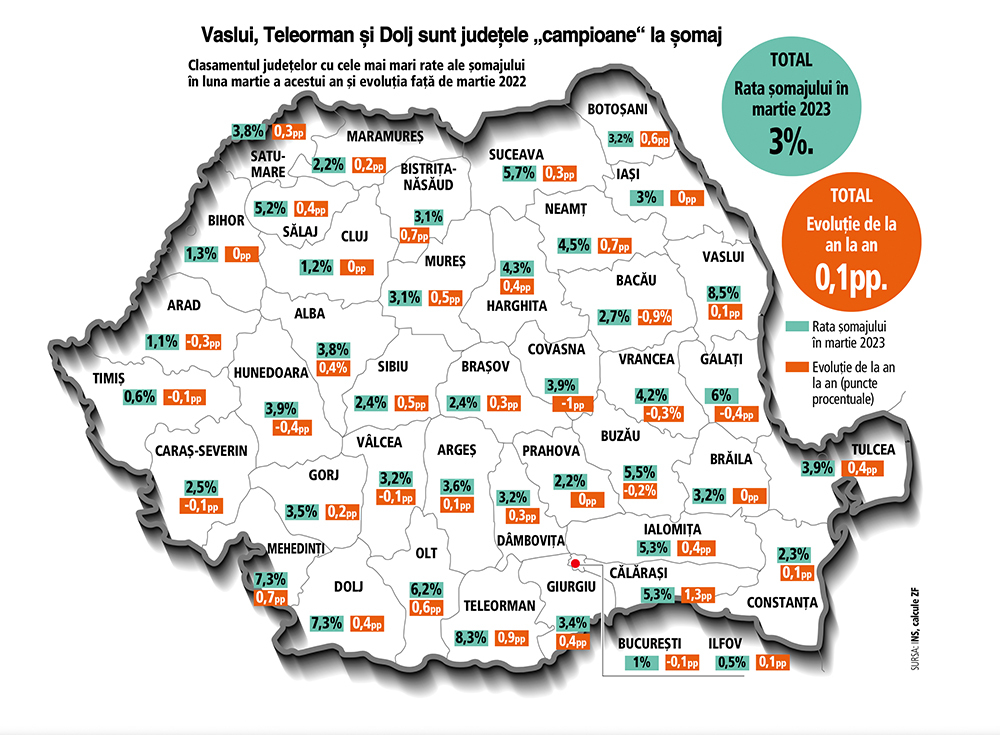 Vaslui, Teleorman și Dolj sunt județele „campioane“ la șomaj
Clasamentul județelor cu cele mai mari rate ale șomajului
în luna martie a acestui an și evoluția față de martie 2022
TOTAL
Rata șomajului în
martie 2023
3%.
TOTAL
Evoluție de la
an la an
0,1pp.
Rata șomajului
în martie 2023
Evoluție de la an
la an (puncte
procentuale)
3,8% 0,3pp
SATU-
MARE
MARAMUREȘ
2,2% 0,2pp
BISTRIȚA-
NĂSĂUD
3,1%
0,7pp
SUCEAVA
5,7% 0,3pp
BOTOȘANI
3,2% 0,6pp
IAȘI
3% 0pp
NEAMȚ
4,5% 0,7pp
5,2% 0,4pp
SĂLAJ
BIHOR
1,3% 0pp
CLUJ
1,2% 0pp
MUREȘ
3,1% 0,5pp
4,3%
0,4pp
HARGHITA
BACĂU
2,7% -0,9%
VASLUI
8,5%
0,1pp
ARAD
1,1% -0,3pp
ALBA
3,8%
0,4%
TIMIȘ
0,6% -0,1pp
HUNEDOARA
3,9%
-0,4pp
SIBIU
2,4% 0,5pp
BRAȘOV
2,4% 0,3pp
COVASNA
3,9%
-1pp
VRANCEA
4,2%
-0,3%
GALAȚI
6%
-0,4pp
CARAȘ-SEVERIN
2,5%
-0,1pp
GORJ
3,5% 0,2pp
VÂLCEA
3,2%
-0,1pp
ARGEȘ
3,6%
0,1pp
3,2%
0,3pp
DÂMBOVIȚA
PRAHOVA
2,2%
0pp
BUZĂU
5,5%
-0,2%
BRĂILA
3,2% 0pp
TULCEA
3,9% 0,4pp
MEHEDINȚI
7,3%
0,7pp
DOLJ
7,3% 0,4pp
OLT
6,2%
0,6pp
TELEORMAN
8,3% 0,9pp
GIURGIU
3,4%
0,4pp
IALOMIȚA
5,3% 0,4pp
CĂLĂRAȘI
5,3% 1,3pp
2,3%
0,1pp
CONSTANȚA
BUCUREȘTI
1% -0,1pp
ILFOV
0,5% 0,1pp
SURSA: INS, calcule ZF